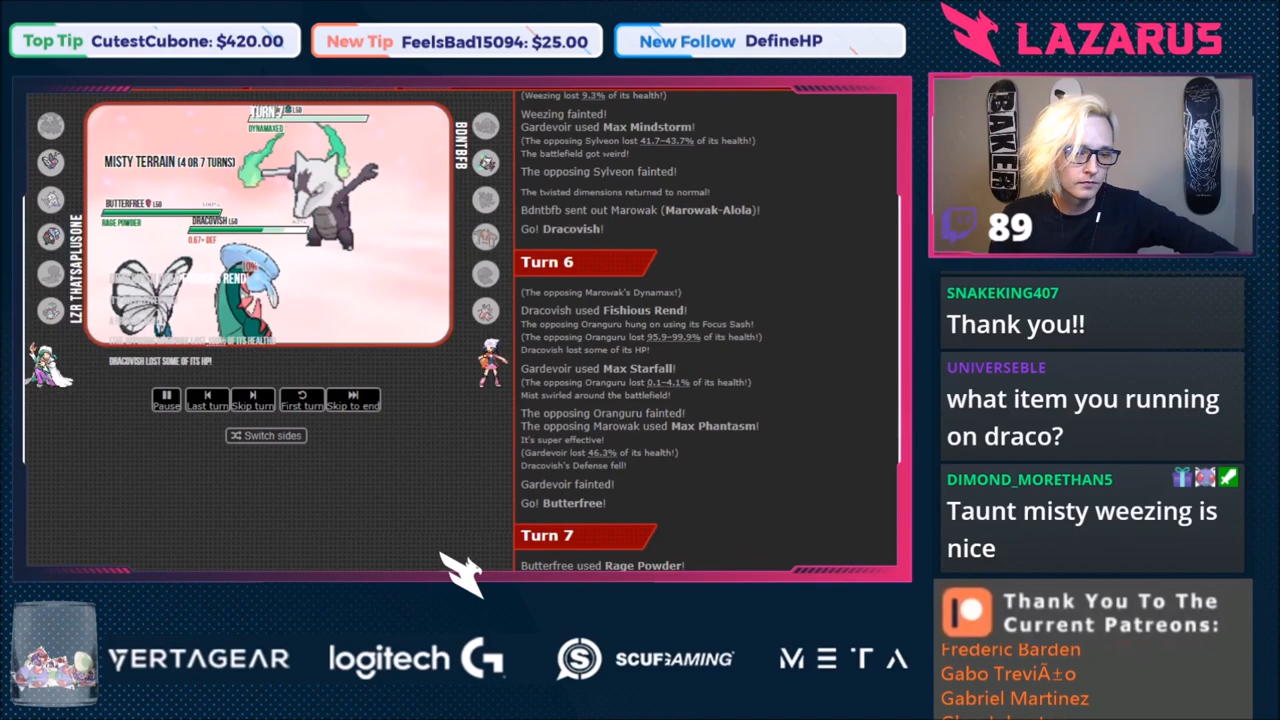 Top Tip CutestCubone: $420.00
New Tip FeelsBad15094: $25.00
New Follow DefineHP
LAZARUS
TURN 7
L50
DYNAMAXED
MISTY TERRAIN (4 OR 7 TURNS)
BUTTERFREE L50
100%
RAGE POWDER
DRACOVISH L50
0.67× DEF
REND!
DRACOVISH LOST SOME OF ITS HP!
LZR THATSAPLUSONE
BDNTBFB
Pause
Last turn
Skip turn
First turn
Skip to end
Switch sides
(Weezing lost 9.3% of its health!)
Weezing fainted!
Gardevoir used Max Mindstorm!
(The opposing Sylveon lost 41.7-43.7% of its health!)
The battlefield got weird!
The opposing Sylveon fainted!
The twisted dimensions returned to normal!
Bdntbfb sent out Marowak (Marowak-Alola)!
Go! Dracovish!
Turn 6
(The opposing Marowak's Dynamax!)
Dracovish used Fishious Rend!
The opposing Oranguru hung on using its Focus Sash!
(The opposing Oranguru lost 95.9-99.9% of its health!)
Dracovish lost some of its HP!
Gardevoir used Max Starfall!
(The opposing Oranguru lost 0.1-4.1% of its health!)
Mist swirled around the battlefield!
The opposing Oranguru fainted!
The opposing Marowak used Max Phantasm!
It's super effective!
(Gardevoir lost 46.3% of its health!)
Dracovish's Defense fell!
Gardevoir fainted!
Go! Butterfree!
Turn 7
Butterfree used Rage Powder!
BAKER
89
SNAKEKING407
Thank you!!
UNIVERSEBLE
what item you running
on draco?
DIMOND_MORETHAN5
Taunt misty weezing is
nice
Thank You To The
Current Patreons:
Frederic Barden
Gabo TreviÃ±o
Gabriel Martinez
VERTAGEAR
logitech G
S SCUFGAMING
META